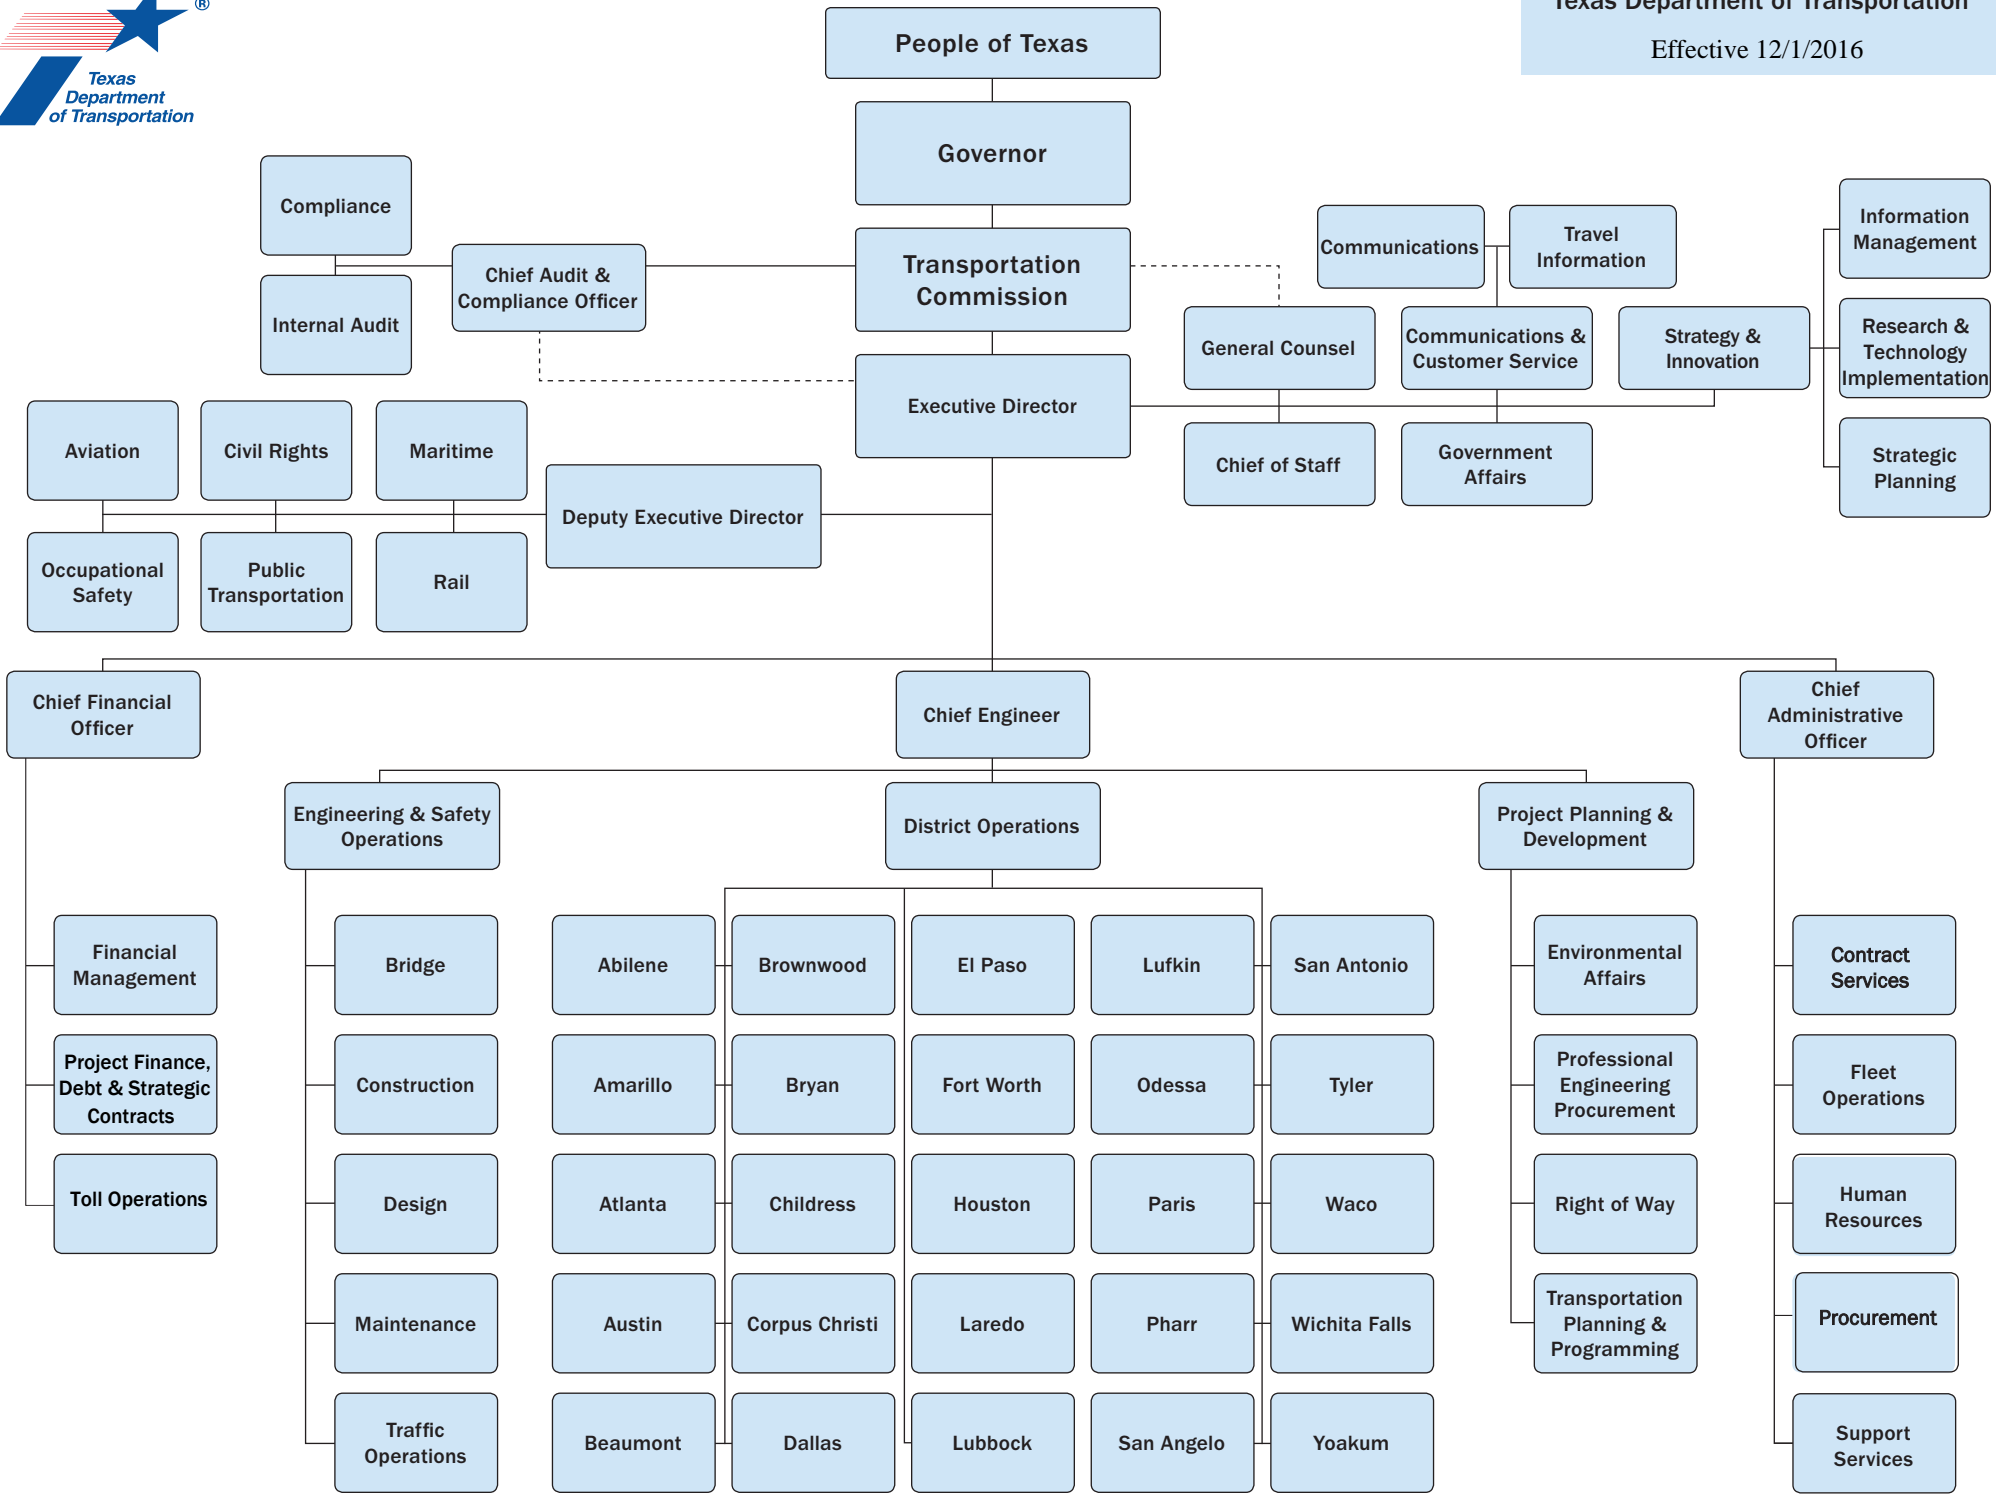 ®
Texas
Department
of Transportation
Texas Department of Transportation
Effective 12/1/2016
People of Texas
Governor
Compliance
Internal Audit
Chief Audit &
Compliance Officer
Transportation
Commission
Executive Director
Communications
Travel
Information
General Counsel
Communications &
Customer Service
Strategy &
Innovation
Chief of Staff
Government
Affairs
Information
Management
Research &
Technology
Implementation
Strategic
Planning
Aviation
Civil Rights
Maritime
Deputy Executive Director
Occupational
Safety
Public
Transportation
Rail
Chief Financial
Officer
Chief Engineer
Chief
Administrative
Officer
Engineering & Safety
Operations
District Operations
Project Planning &
Development
Financial
Management
Project Finance,
Debt & Strategic
Contracts
Toll Operations
Bridge
Construction
Design
Maintenance
Traffic
Operations
Abilene
Amarillo
Atlanta
Austin
Beaumont
Brownwood
Bryan
Childress
Corpus Christi
Dallas
El Paso
Fort Worth
Houston
Laredo
Lubbock
Lufkin
Odessa
Paris
Pharr
San Angelo
San Antonio
Tyler
Waco
Wichita Falls
Yoakum
Environmental
Affairs
Professional
Engineering
Procurement
Right of Way
Transportation
Planning &
Programming
Contract
Services
Fleet
Operations
Human
Resources
Procurement
Support
Services